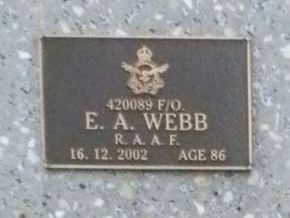 420089 F/O.
E. A. WEBB
R. A. A. F.
16. 12. 2002 AGE 86